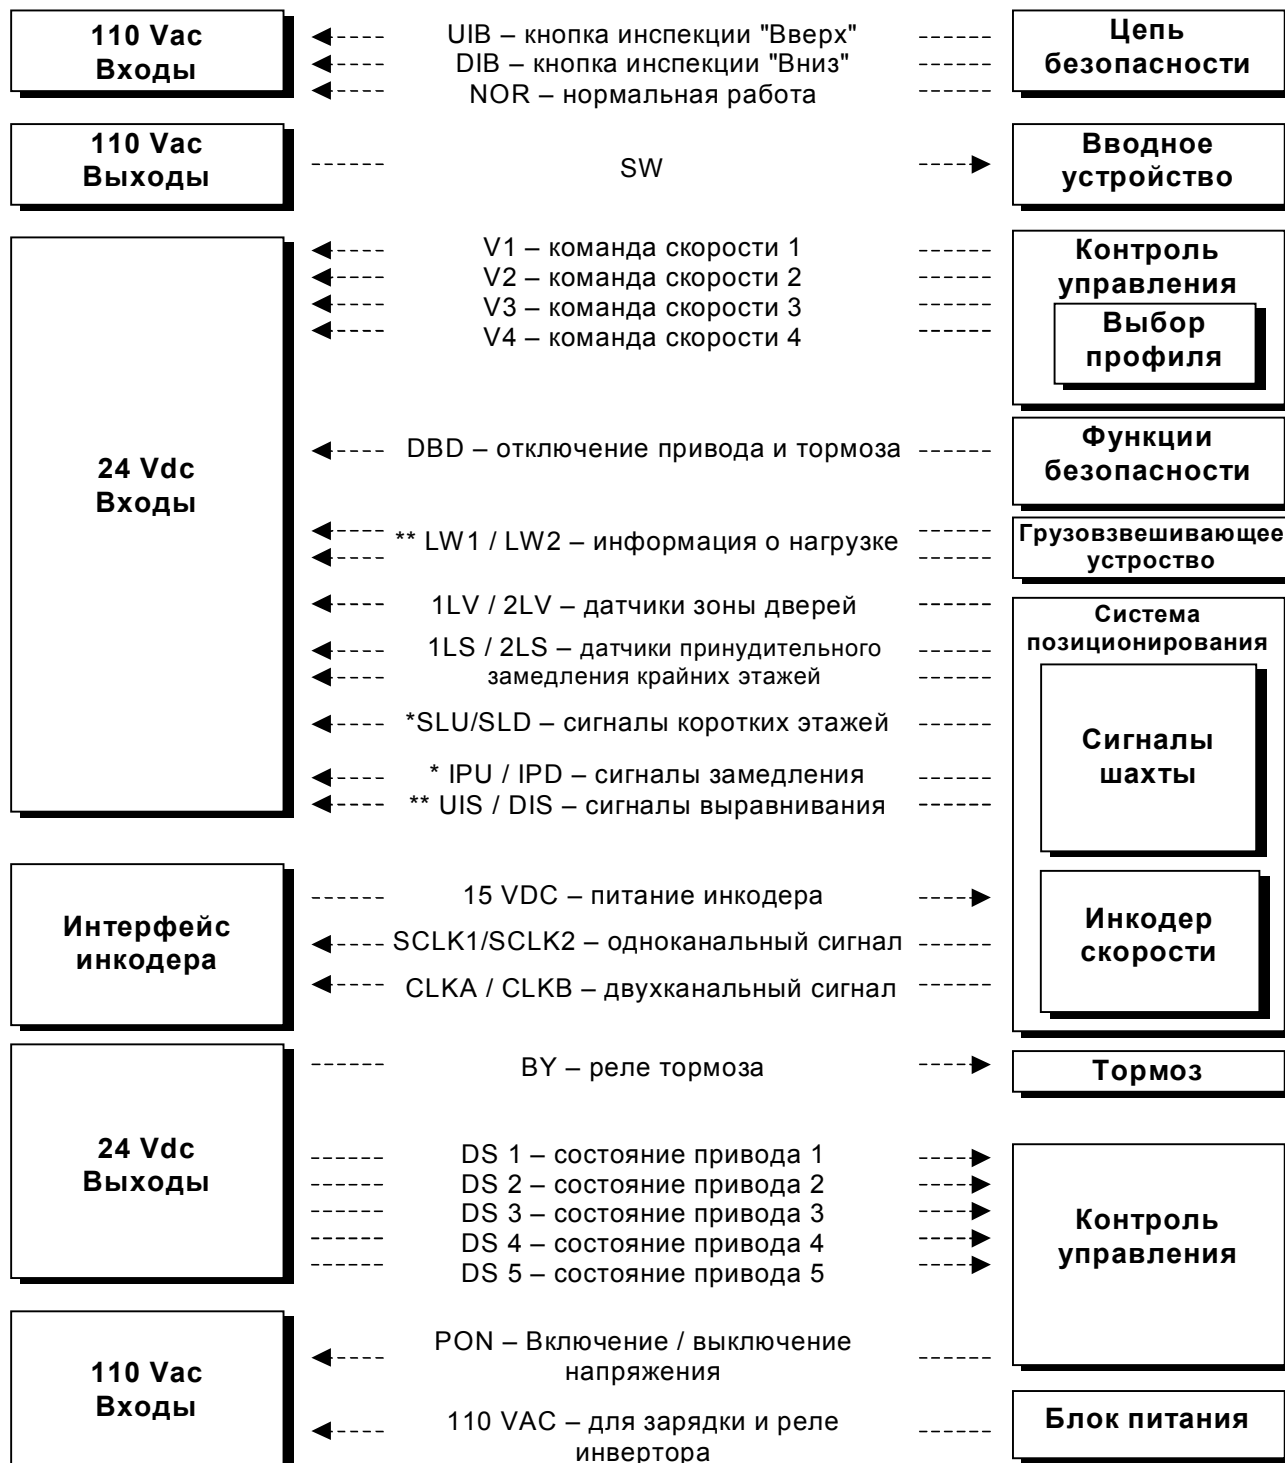 110 Vac
Входы
UIB – кнопка инспекции "Вверх"
DIB – кнопка инспекции "Вниз"
NOR – нормальная работа
Цепь
безопасности
110 Vac
Выходы
SW
Вводное
устройство
24 Vdc
Входы
V1 – команда скорости 1
V2 – команда скорости 2
V3 – команда скорости 3
V4 – команда скорости 4
Контроль
управления
Выбор
профиля
DBD – отключение привода и тормоза
Функции
безопасности
** LW1 / LW2 – информация о нагрузке
Грузовзвешивающее
устроство
1LV / 2LV – датчики зоны дверей
1LS / 2LS – датчики принудительного
замедления крайних этажей
*SLU/SLD – сигналы коротких этажей
* IPU / IPD – сигналы замедления
** UIS / DIS – сигналы выравнивания
Система
позиционирования
Сигналы
шахты
Интерфейс
инкодера
15 VDC – питание инкодера
SCLK1/SCLK2 – одноканальный сигнал
CLKA / CLKB – двухканальный сигнал
Инкодер
скорости
24 Vdc
Выходы
BY – реле тормоза
Тормоз
DS 1 – состояние привода 1
DS 2 – состояние привода 2
DS 3 – состояние привода 3
DS 4 – состояние привода 4
DS 5 – состояние привода 5
Контроль
управления
110 Vac
Входы
PON – Включение / выключение
напряжения
110 VAC – для зарядки и реле
инвертора
Блок питания